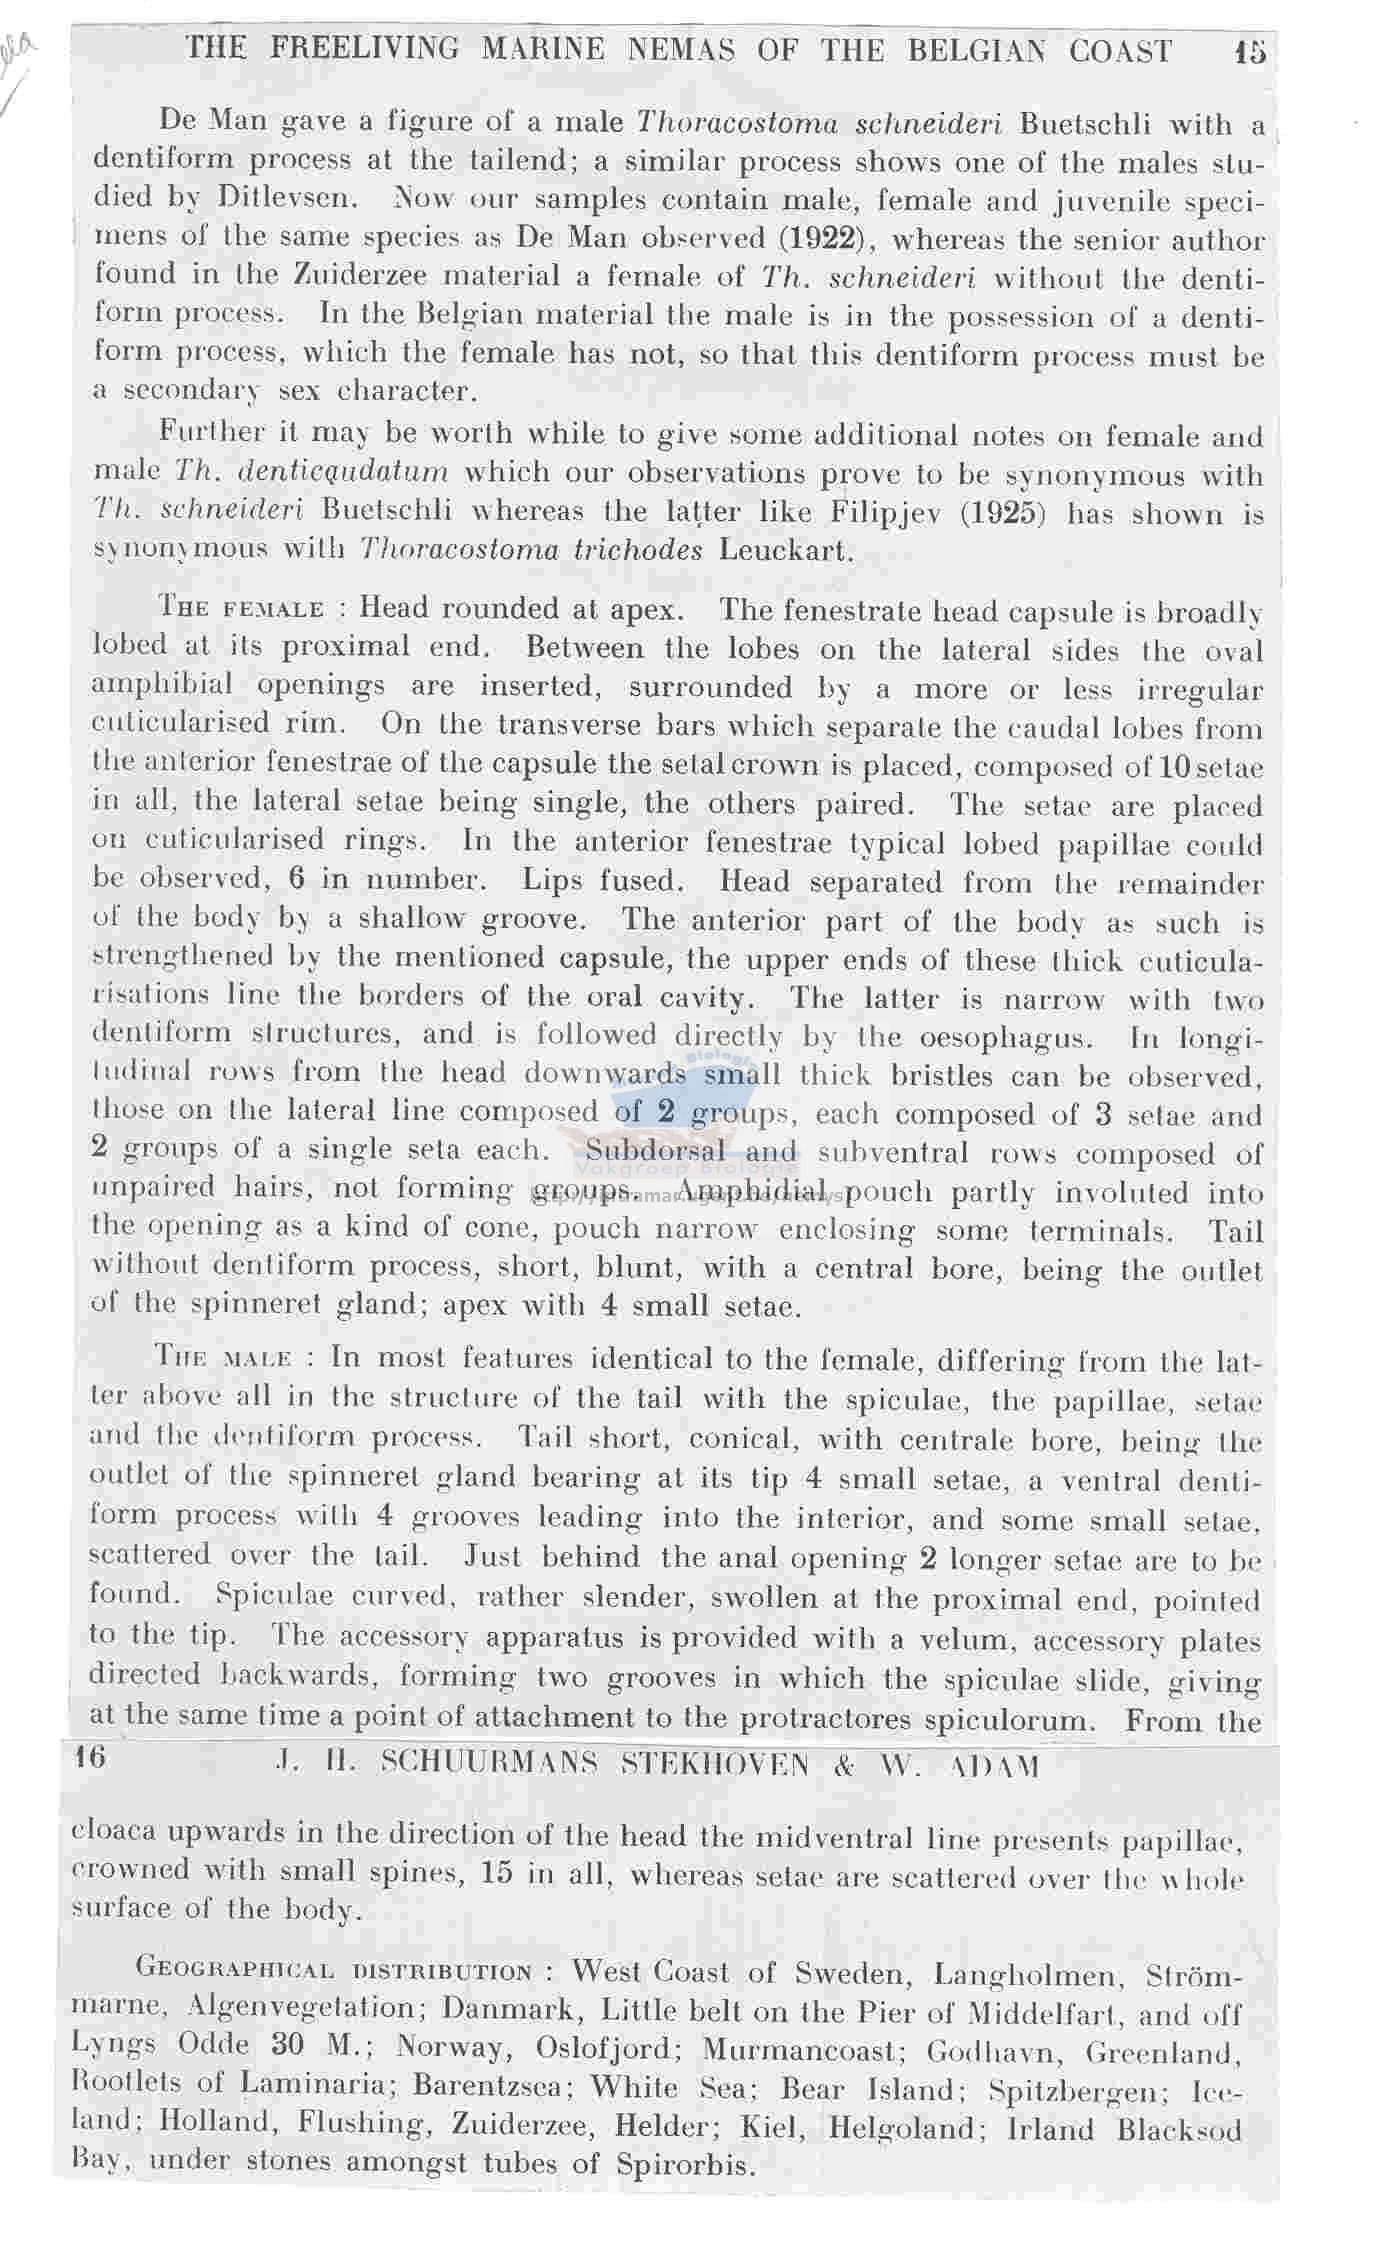 THE FREELIVING MARINE NEMAS OF THE BELGIAN COAST 15
De Man gave a figure of a male Thoracostoma schneideri Buetschli with a
dentiform process at the tailend; a similar process shows one of the males stu-
died by Ditlevsen. Now our samples contain male, female and juvenile speci-
mens of the same species as De Man observed (1922), whereas the senior author
found in the Zuiderzee material a female of Th. schneideri without the denti-
form process. In the Belgian material the male is in the possession of a denti-
form process, which the female has not, so that this dentiform process must be
a secondary sex character.
Further it may be worth while to give some additional notes on female and
male Th. denticaudatum which our observations prove to be synonymous with
Th. schneideri Buetschli whereas the latter like Filipjev (1925) has shown is
synonymous with Thoracostoma trichodes Leuckart.
THE FEMALE : Head rounded at apex. The fenestrate head capsule is broadly
lobed at its proximal end. Between the lobes on the lateral sides the oval
amphibial openings are inserted, surrounded by a more or less irregular
cuticularised rim. On the transverse bars which separate the caudal lobes from
the anterior fenestrae of the capsule the setal crown is placed, composed of 10 setae
in all, the lateral setae being single, the others paired. The setae are placed
on cuticularised rings. In the anterior fenestrae typical lobed papillae could
be observed, 6 in number. Lips fused. Head separated from the remainder
of the body by a shallow groove. The anterior part of the body as such is
strengthened by the mentioned capsule, the upper ends of these thick cuticula-
risations line the borders of the oral cavity. The latter is narrow with two
dentiform structures, and is followed directly by the oesophagus. In longi-
tudinal rows from the head downwards small thick bristles can be observed,
those on the lateral line composed of 2 groups, each composed of 3 setae and
2 groups of a single seta each. Subdorsal and subventral rows composed of
Vakgroep Biologie
unpaired hairs, not forming groups. Amphidial pouch partly involuted into
the opening as a kind of cone, pouch narrow enclosing some terminals. Tail
without dentiform process, short, blunt, with a central bore, being the outlet
of the spinneret gland; apex with 4 small setae.
THE MALE : In most features identical to the female, differing from the lat-
ter above all in the structure of the tail with the spiculae, the papillae, setae
and the dentiform process. Tail short, conical, with centrale bore, being the
outlet of the spinneret gland bearing at its tip 4 small setae, a ventral denti-
form process with 4 grooves leading into the interior, and some small setae,
scattered over the tail. Just behind the anal opening 2 longer setae are to be
found. Spiculae curved, rather slender, swollen at the proximal end, pointed
to the tip. The accessory apparatus is provided with a velum, accessory plates
directed backwards, forming two grooves in which the spiculae slide, giving
at the same time a point of attachment to the protractores spiculorum. From the
16 J. H. SCHUURMANS STEKHOVEN & W. ADAM
cloaca upwards in the direction of the head the midventral line presents papillae,
crowned with small spines, 15 in all, whereas setae are scattered over the whole
surface of the body.
GEOGRAPHICAL DISTRIBUTION : West Coast of Sweden, Langholmen, Ström-
marne, Algenvegetation; Danmark, Little belt on the Pier of Middelfart, and off
Lyngs Odde 30 M.; Norway, Oslofjord; Murmancoast; Godhavn, Greenland,
Rootlets of Laminaria; Barentzsea; White Sea; Bear Island; Spitzbergen; Ice-
land; Holland, Flushing, Zuiderzee, Helder; Kiel, Helgoland; Irland Blacksod
Bay, under stones amongst tubes of Spirorbis.